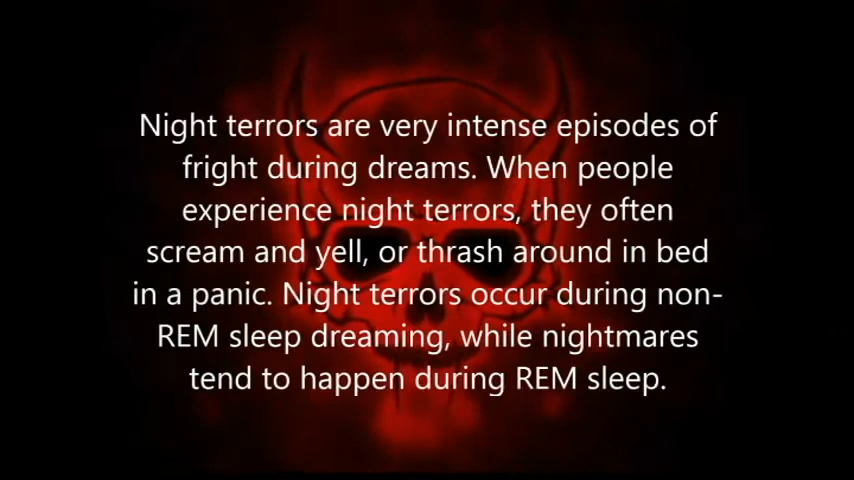 Night terrors are very intense episodes of
fright during dreams. When people
experience night terrors, they often
scream and yell, or thrash around in bed
in a panic. Night terrors occur during non-
REM sleep dreaming, while nightmares
tend to happen during REM sleep.